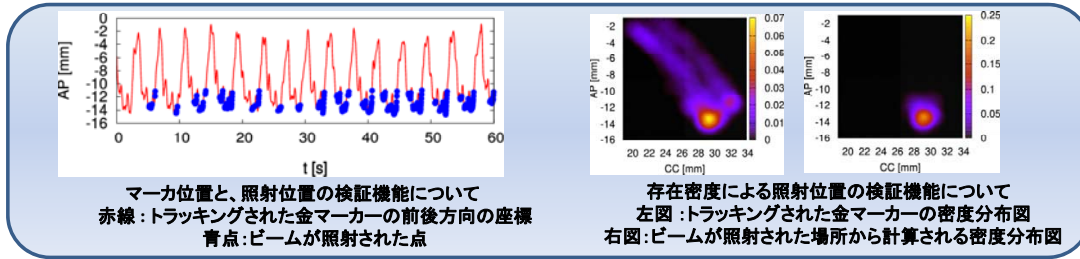 0
-2
-4
-6
-8
-10
-12
-14
-16
AP [mm]
0 10 20 30 40 50 60
t [s]
マーカ位置と、照射位置の検証機能について
赤線：トラッキングされた金マーカーの前後方向の座標
青点：ビームが照射された点
-2
-4
-6
-8
-10
-12
-14
-16
AP [mm]
20 22 24 26 28 30 32 34
CC [mm]
0.07
0.06
0.05
0.04
0.03
0.02
0.01
0
-2
-4
-6
-8
-10
-12
-14
-16
AP [mm]
20 22 24 26 28 30 32 34
CC [mm]
0.25
0.2
0.15
0.1
0.05
0
存在密度による照射位置の検証機能について
左図：トラッキングされた金マーカーの密度分布図
右図：ビームが照射された場所から計算される密度分布図